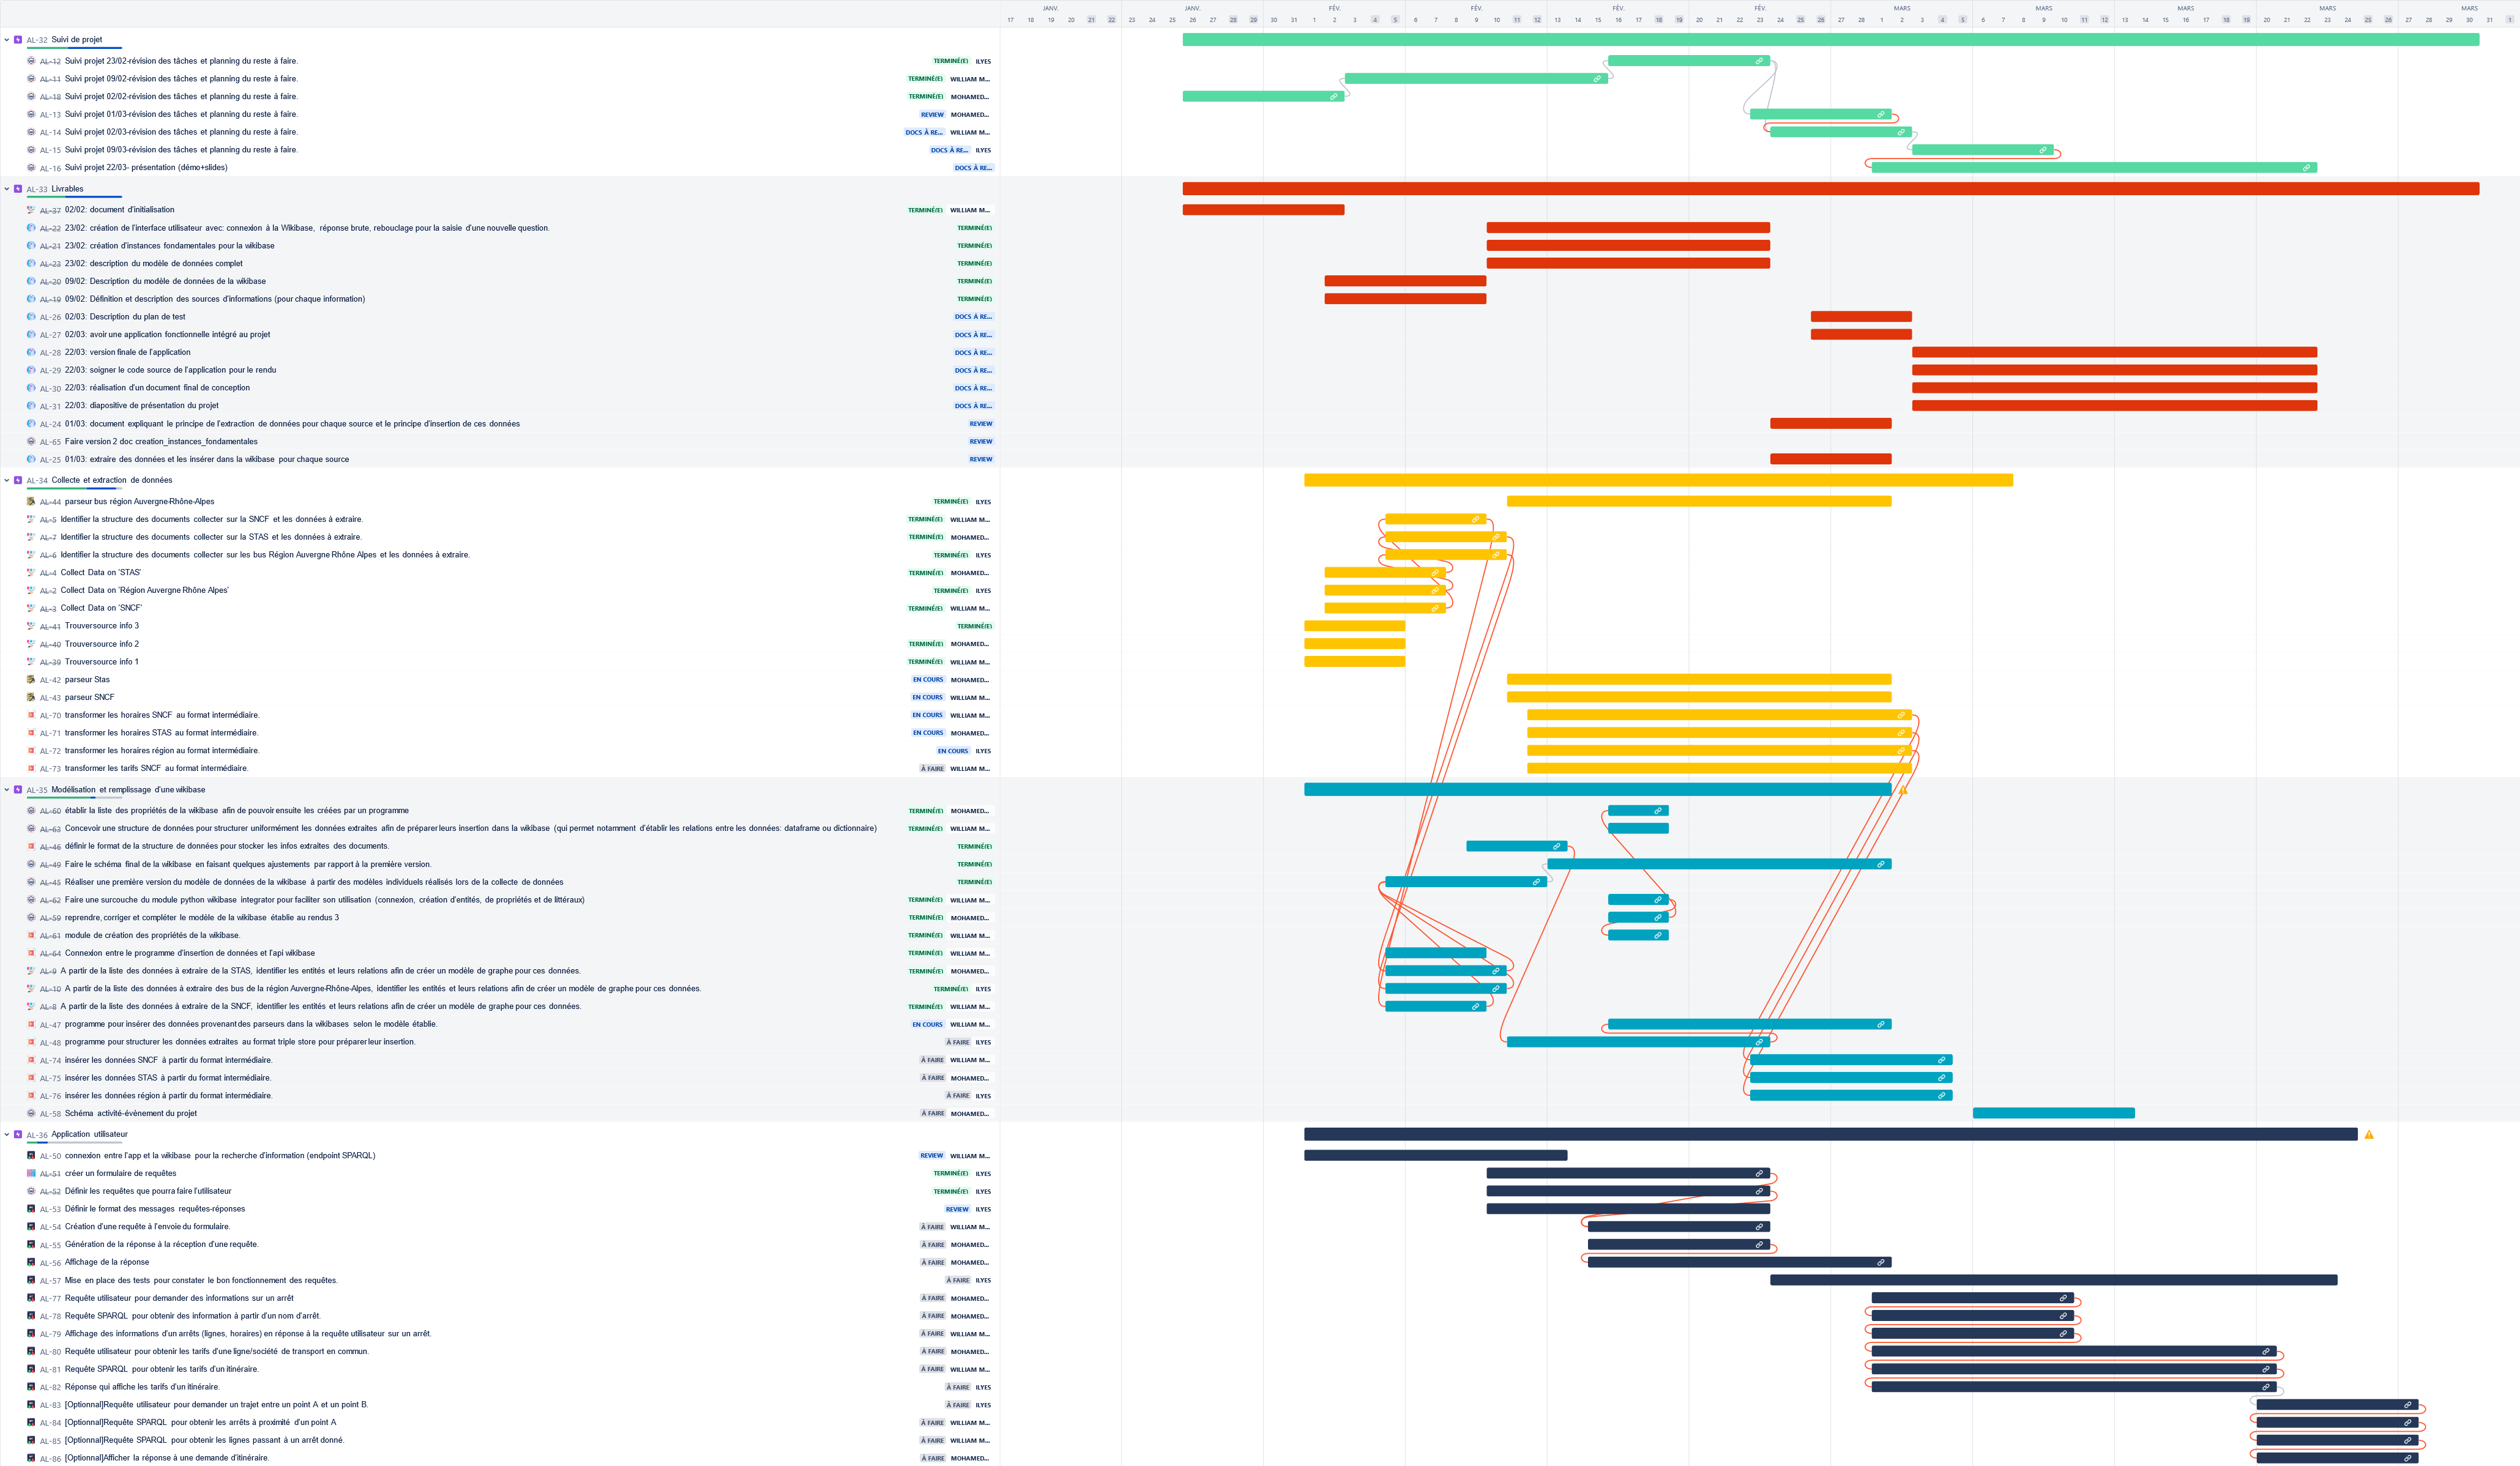 JANV. JANV. FÉV. FÉV. FÉV. FÉV. MARS MARS MARS MARS MARS
17 18 19 20 21 22 23 24 25 26 27 28 29 30 31 1 2 3 4 5 6 7 8 9 10 11 12 13 14 15 16 17 18 19 20 21 22 23 24 25 26 27 28 1 2 3 4 5 6 7 8 9 10 11 12 13 14 15 16 17 18 19 20 21 22 23 24 25 26 27 28 29 30 31 1
AL-32 Suivi de projet
AL-12 Suivi projet 23/02-révision des tâches et planning du reste à faire. TERMINÉ(E) ILYES
AL-11 Suivi projet 09/02-révision des tâches et planning du reste à faire. TERMINÉ(E) WILLIAM M...
AL-18 Suivi projet 02/02-révision des tâches et planning du reste à faire. TERMINÉ(E) MOHAMED...
AL-13 Suivi projet 01/03-révision des tâches et planning du reste à faire. REVIEW MOHAMED...
AL-14 Suivi projet 02/03-révision des tâches et planning du reste à faire. DOCS À RE... WILLIAM M...
AL-15 Suivi projet 09/03-révision des tâches et planning du reste à faire. DOCS À RE... ILYES
AL-16 Suivi projet 22/03- présentation (démo+slides) DOCS À RE...
AL-33 Livrables
AL-37 02/02: document d'initialisation TERMINÉ(E) WILLIAM M...
AL-22 23/02: création de l'interface utilisateur avec: connexion à la Wikibase, réponse brute, rebouclage pour la saisie d'une nouvelle question. TERMINÉ(E)
AL-21 23/02: création d'instances fondamentales pour la wikibase TERMINÉ(E)
AL-23 23/02: description du modèle de données complet TERMINÉ(E)
AL-20 09/02: Description du modèle de données de la wikibase TERMINÉ(E)
AL-19 09/02: Définition et description des sources d'informations (pour chaque information) TERMINÉ(E)
AL-26 02/03: Description du plan de test DOCS À RE...
AL-27 02/03: avoir une application fonctionnelle intégré au projet DOCS À RE...
AL-28 22/03: version finale de l'application DOCS À RE...
AL-29 22/03: soigner le code source de l'application pour le rendu DOCS À RE...
AL-30 22/03: réalisation d'un document final de conception DOCS À RE...
AL-31 22/03: diapositive de présentation du projet DOCS À RE...
AL-24 01/03: document expliquant le principe de l'extraction de données pour chaque source et le principe d'insertion de ces données REVIEW
AL-65 Faire version 2 doc creation_instances_fondamentales REVIEW
AL-25 01/03: extraire des données et les insérer dans la wikibase pour chaque source REVIEW
AL-34 Collecte et extraction de données
AL-44 parseur bus région Auvergne-Rhône-Alpes TERMINÉ(E) ILYES
AL-5 Identifier la structure des documents collecter sur la SNCF et les données à extraire. TERMINÉ(E) WILLIAM M...
AL-7 Identifier la structure des documents collecter sur la STAS et les données à extraire. TERMINÉ(E) MOHAMED...
AL-6 Identifier la structure des documents collecter sur les bus Région Auvergne Rhône Alpes et les données à extraire. TERMINÉ(E) ILYES
AL-4 Collect Data on 'STAS' TERMINÉ(E) MOHAMED...
AL-2 Collect Data on 'Région Auvergne Rhône Alpes' TERMINÉ(E) ILYES
AL-3 Collect Data on 'SNCF' TERMINÉ(E) WILLIAM M...
AL-41 Trouver source info 3 TERMINÉ(E)
AL-40 Trouver source info 2 TERMINÉ(E) MOHAMED...
AL-39 Trouver source info 1 TERMINÉ(E) WILLIAM M...
AL-42 parseur Stas EN COURS MOHAMED...
AL-43 parseur SNCF EN COURS WILLIAM M...
AL-70 transformer les horaires SNCF au format intermédiaire. EN COURS WILLIAM M...
AL-71 transformer les horaires STAS au format intermédiaire. EN COURS MOHAMED...
AL-72 transformer les horaires région au format intermédiaire. EN COURS ILYES
AL-73 transformer les tarifs SNCF au format intermédiaire. À FAIRE WILLIAM M...
AL-35 Modélisation et remplissage d'une wikibase
AL-60 établir la liste des propriétés de la wikibase afin de pouvoir ensuite les créées par un programme TERMINÉ(E) MOHAMED...
AL-63 Concevoir une structure de données pour structurer uniformément les données extraites afin de préparer leurs insertion dans la wikibase (qui permet notamment d'établir les relations entre les données: dataframe ou dictionnaire) TERMINÉ(E) WILLIAM M...
AL-46 définir le format de la structure de données pour stocker les infos extraites des documents. TERMINÉ(E)
AL-49 Faire le schéma final de la wikibase en faisant quelques ajustements par rapport à la première version. TERMINÉ(E)
AL-45 Réaliser une première version du modèle de données de la wikibase à partir des modèles individuels réalisés lors de la collecte de données TERMINÉ(E)
AL-62 Faire une surcouche du module python wikibase integrator pour faciliter son utilisation (connexion, création d'entités, de propriétés et de littéraux) TERMINÉ(E) WILLIAM M...
AL-59 reprendre, corriger et compléter le modèle de la wikibase établie au rendus 3 TERMINÉ(E) MOHAMED...
AL-61 module de création des propriétés de la wikibase. TERMINÉ(E) WILLIAM M...
AL-64 Connexion entre le programme d'insertion de données et l'api wikibase TERMINÉ(E) WILLIAM M...
AL-9 A partir de la liste des données à extraire de la STAS, identifier les entités et leurs relations afin de créer un modèle de graphe pour ces données. TERMINÉ(E) MOHAMED...
AL-10 A partir de la liste des données à extraire des bus de la région Auvergne-Rhône-Alpes, identifier les entités et leurs relations afin de créer un modèle de graphe pour ces données. TERMINÉ(E) ILYES
AL-8 A partir de la liste des données à extraire de la SNCF, identifier les entités et leurs relations afin de créer un modèle de graphe pour ces données. TERMINÉ(E) WILLIAM M...
AL-47 programme pour insérer des données provenant des parseurs dans la wikibases selon le modèle établie. EN COURS WILLIAM M...
AL-48 programme pour structurer les données extraites au format triple store pour préparer leur insertion. À FAIRE ILYES
AL-74 insérer les données SNCF à partir du format intermédiaire. À FAIRE WILLIAM M...
AL-75 insérer les données STAS à partir du format intermédiaire. À FAIRE MOHAMED...
AL-76 insérer les données région à partir du format intermédiaire. À FAIRE ILYES
AL-58 Schéma activité-évènement du projet À FAIRE MOHAMED...
AL-36 Application utilisateur
AL-50 connexion entre l'app et la wikibase pour la recherche d'information (endpoint SPARQL) REVIEW WILLIAM M...
AL-51 créer un formulaire de requêtes TERMINÉ(E) ILYES
AL-52 Définir les requêtes que pourra faire l'utilisateur TERMINÉ(E) ILYES
AL-53 Définir le format des messages requêtes-réponses REVIEW ILYES
AL-54 Création d'une requête à l'envoie du formulaire. À FAIRE WILLIAM M...
AL-55 Génération de la réponse à la réception d'une requête. À FAIRE MOHAMED...
AL-56 Affichage de la réponse À FAIRE MOHAMED...
AL-57 Mise en place des tests pour constater le bon fonctionnement des requêtes. À FAIRE ILYES
AL-77 Requête utilisateur pour demander des informations sur un arrêt À FAIRE MOHAMED...
AL-78 Requête SPARQL pour obtenir des information à partir d'un nom d'arrêt. À FAIRE MOHAMED...
AL-79 Affichage des informations d'un arrêts (lignes, horaires) en réponse à la requête utilisateur sur un arrêt. À FAIRE WILLIAM M...
AL-80 Requête utilisateur pour obtenir les tarifs d'une ligne/société de transport en commun. À FAIRE MOHAMED...
AL-81 Requête SPARQL pour obtenir les tarifs d'un itinéraire. À FAIRE WILLIAM M...
AL-82 Réponse qui affiche les tarifs d'un itinéraire. À FAIRE ILYES
AL-83 [Optionnal]Requête utilisateur pour demander un trajet entre un point A et un point B. À FAIRE ILYES
AL-84 [Optionnal]Requête SPARQL pour obtenir les arrêts à proximité d'un point A À FAIRE WILLIAM M...
AL-85 [Optionnal]Requête SPARQL pour obtenir les lignes passant à un arrêt donné. À FAIRE WILLIAM M...
AL-86 [Optionnal]Afficher la réponse à une demande d'itinéraire. À FAIRE MOHAMED...